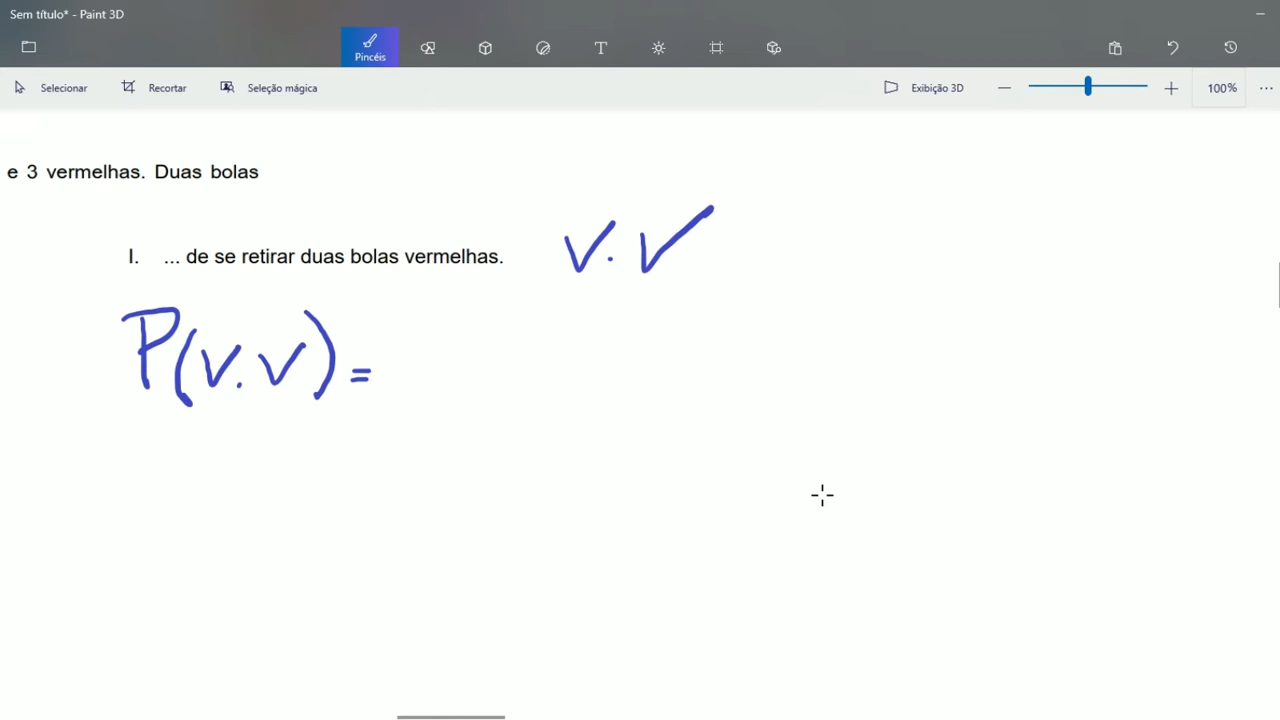 Sem título* - Paint 3D
Pincéis
Selecionar Recortar Seleção mágica Exibição 3D 100%
e 3 vermelhas. Duas bolas
I. ... de se retirar duas bolas vermelhas. V.V
P(V.V)=